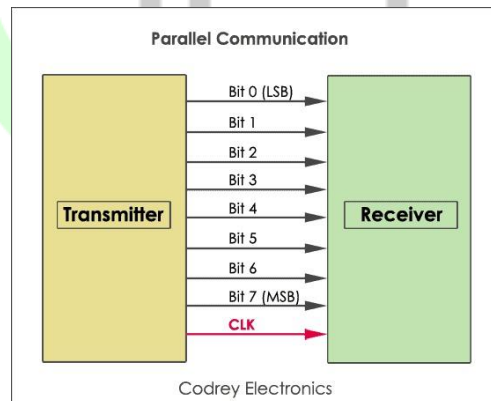 Parallel Communication
Bit 0 (LSB)
Bit 1
Bit 2
Bit 3
Transmitter
Bit 4
Receiver
Bit 5
Bit 6
Bit 7 (MSB)
CLK
Codrey Electronics